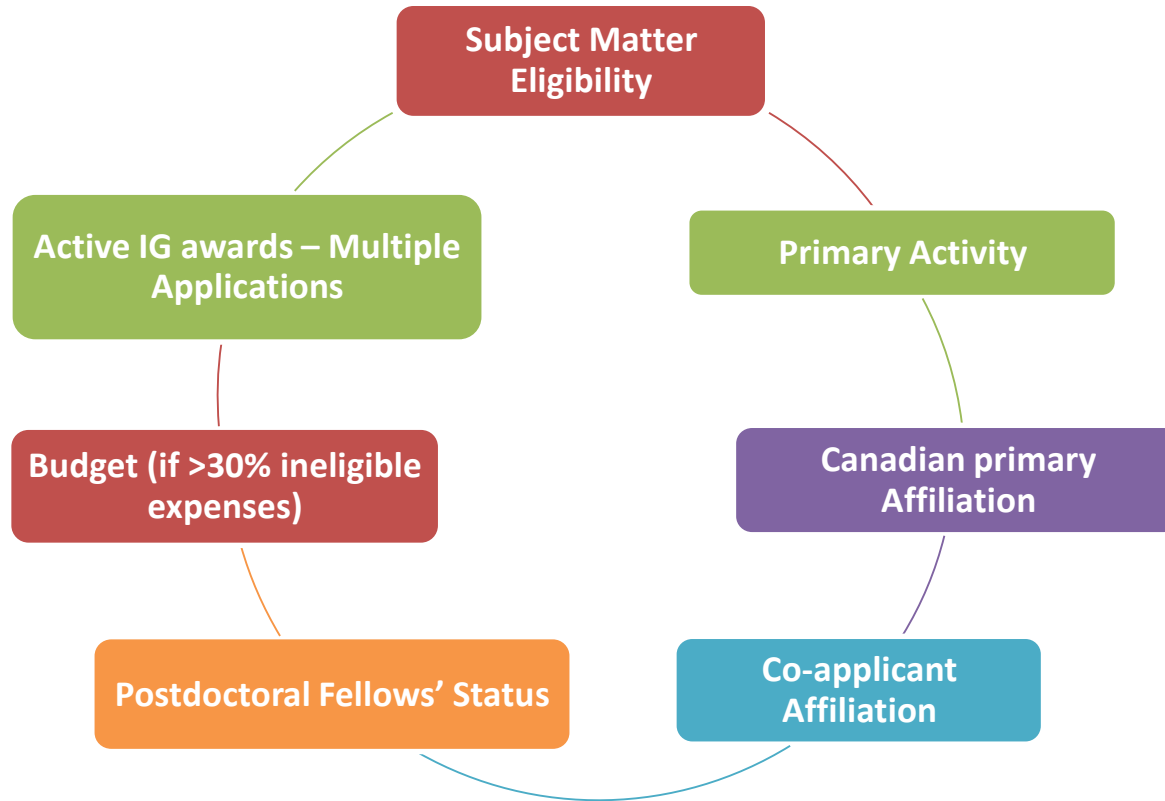 Subject Matter
Eligibility
Primary Activity
Canadian primary
Affiliation
Co-applicant
Affiliation
Postdoctoral Fellows’ Status
Budget (if >30% ineligible
expenses)
Active IG awards – Multiple
Applications